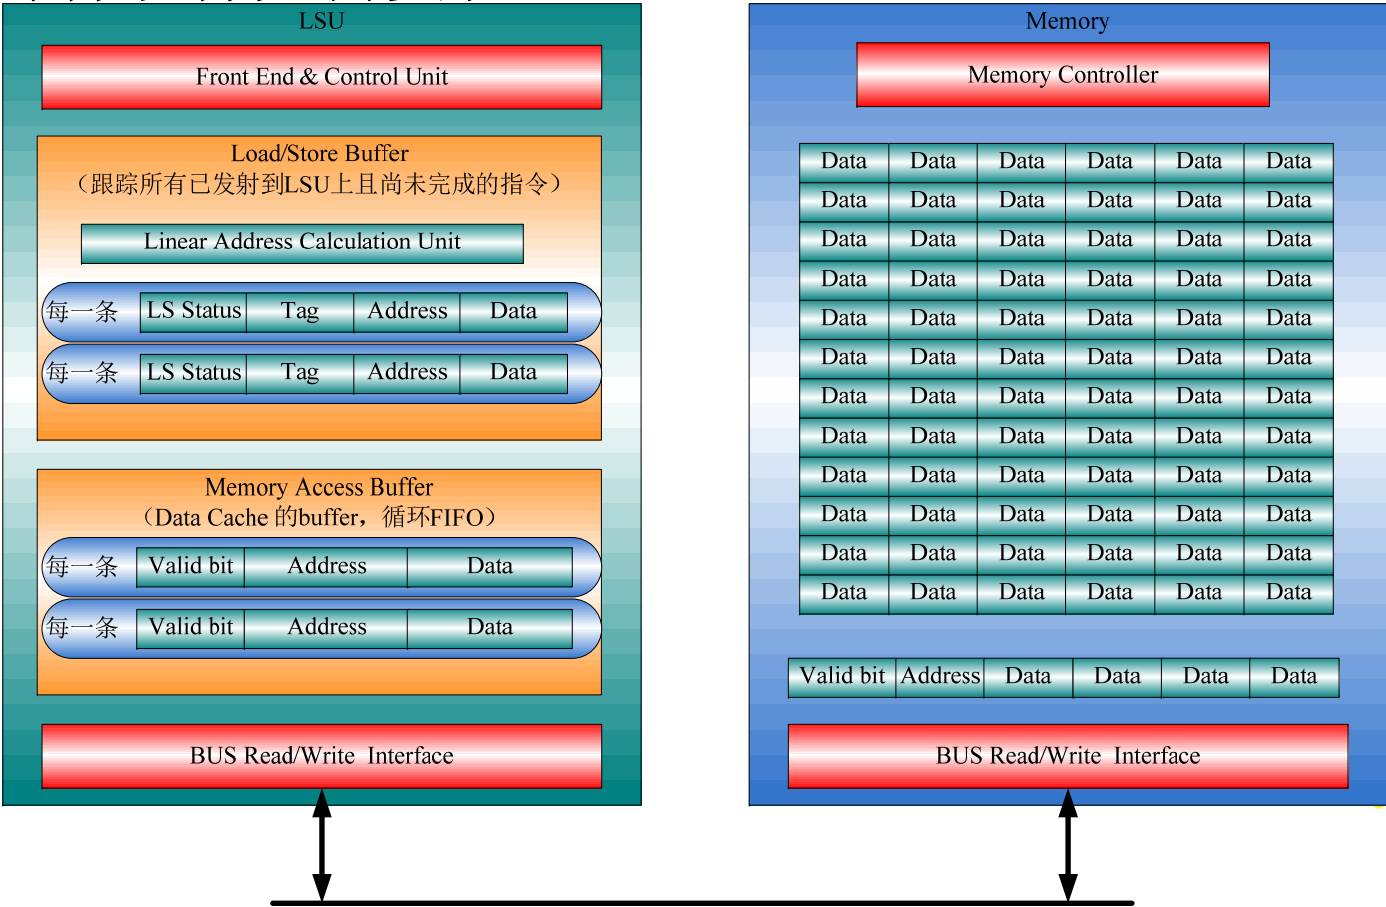 LSU
Front End & Control Unit
Load/Store Buffer
（跟踪所有已发射到LSU上且尚未完成的指令）
Linear Address Calculation Unit
每一条 LS Status Tag Address Data
每一条 LS Status Tag Address Data
Memory Access Buffer
（Data Cache 的buffer，循环FIFO）
每一条 Valid bit Address Data
每一条 Valid bit Address Data
BUS Read/Write Interface
Memory
Memory Controller
Data Data Data Data Data Data
Data Data Data Data Data Data
Data Data Data Data Data Data
Data Data Data Data Data Data
Data Data Data Data Data Data
Data Data Data Data Data Data
Data Data Data Data Data Data
Data Data Data Data Data Data
Data Data Data Data Data Data
Data Data Data Data Data Data
Data Data Data Data Data Data
Data Data Data Data Data Data
Valid bit Address Data Data Data Data
BUS Read/Write Interface